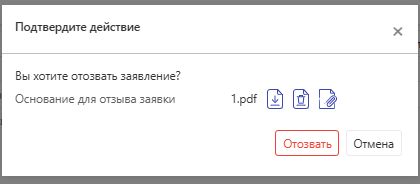 Подтвердите действие
Вы хотите отозвать заявление?
Основание для отзыва заявки 1.pdf
Отозвать Отмена